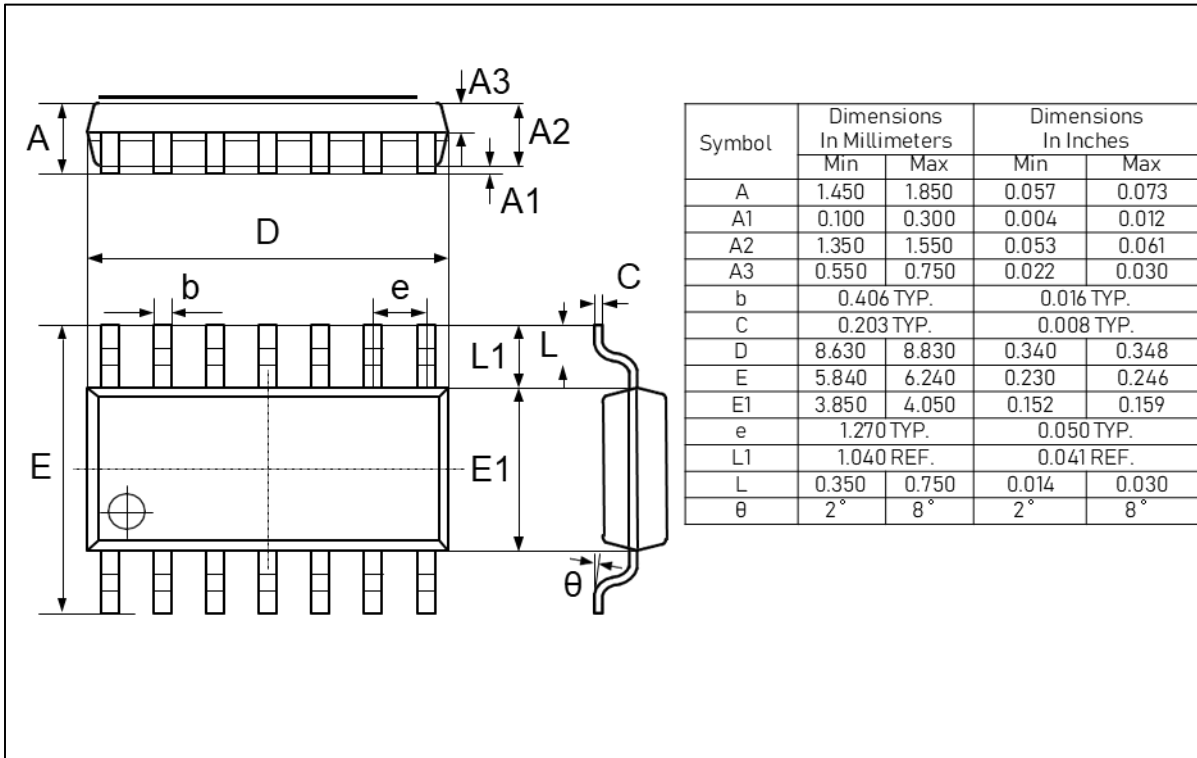 A3
A
A2
A1
D
b
e
C
L1
L
E
E1
θ
Symbol
Dimensions
In Millimeters
Dimensions
In Inches
Min Max Min Max
A 1.450 1.850 0.057 0.073
A1 0.100 0.300 0.004 0.012
A2 1.350 1.550 0.053 0.061
A3 0.550 0.750 0.022 0.030
b 0.406 TYP. 0.016 TYP.
C 0.203 TYP. 0.008 TYP.
D 8.630 8.830 0.340 0.348
E 5.840 6.240 0.230 0.246
E1 3.850 4.050 0.152 0.159
e 1.270 TYP. 0.050 TYP.
L1 1.040 REF. 0.041 REF.
L 0.350 0.750 0.014 0.030
θ 2° 8° 2° 8°